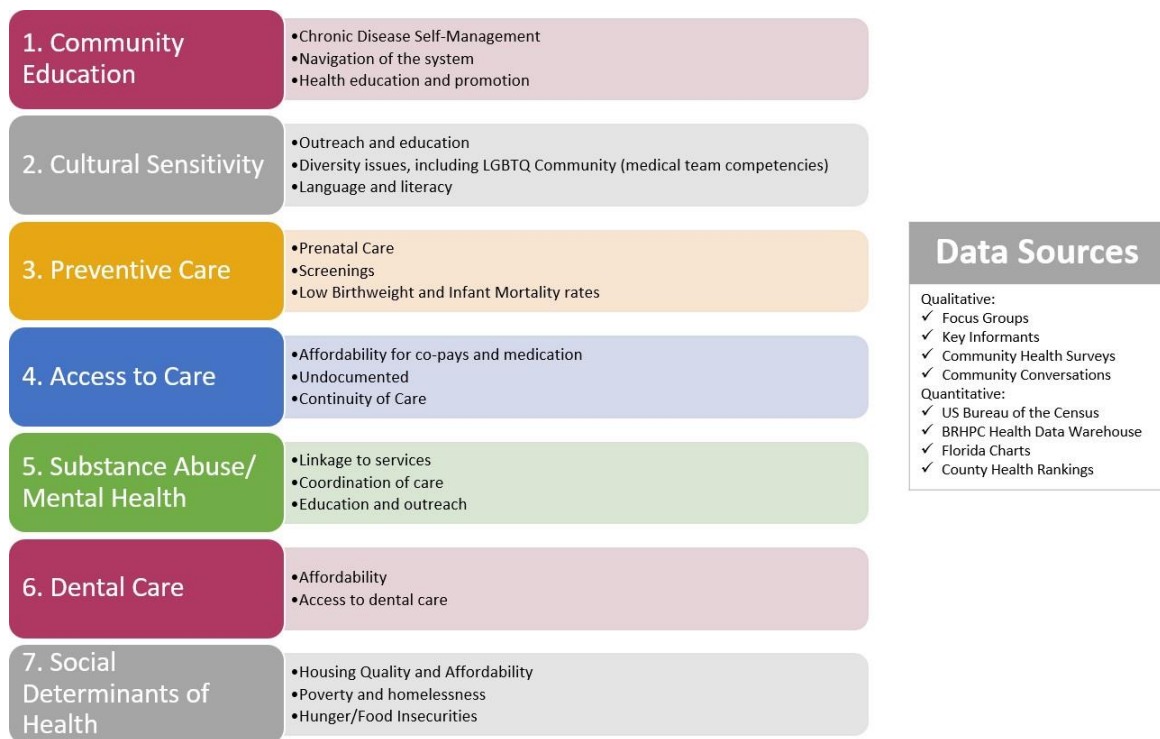 1. Community
Education
•Chronic Disease Self-Management
•Navigation of the system
•Health education and promotion
2. Cultural Sensitivity
•Outreach and education
•Diversity issues, including LGBTQ Community (medical team competencies)
•Language and literacy
3. Preventive Care
•Prenatal Care
•Screenings
•Low Birthweight and Infant Mortality rates
4. Access to Care
•Affordability for co-pays and medication
•Undocumented
•Continuity of Care
5. Substance Abuse/
Mental Health
•Linkage to services
•Coordination of care
•Education and outreach
6. Dental Care
•Affordability
•Access to dental care
7. Social
Determinants of
Health
•Housing Quality and Affordability
•Poverty and homelessness
•Hunger/Food Insecurities
Data Sources
Qualitative:
✓ Focus Groups
✓ Key Informants
✓ Community Health Surveys
✓ Community Conversations
Quantitative:
✓ US Bureau of the Census
✓ BRHPC Health Data Warehouse
✓ Florida Charts
✓ County Health Rankings